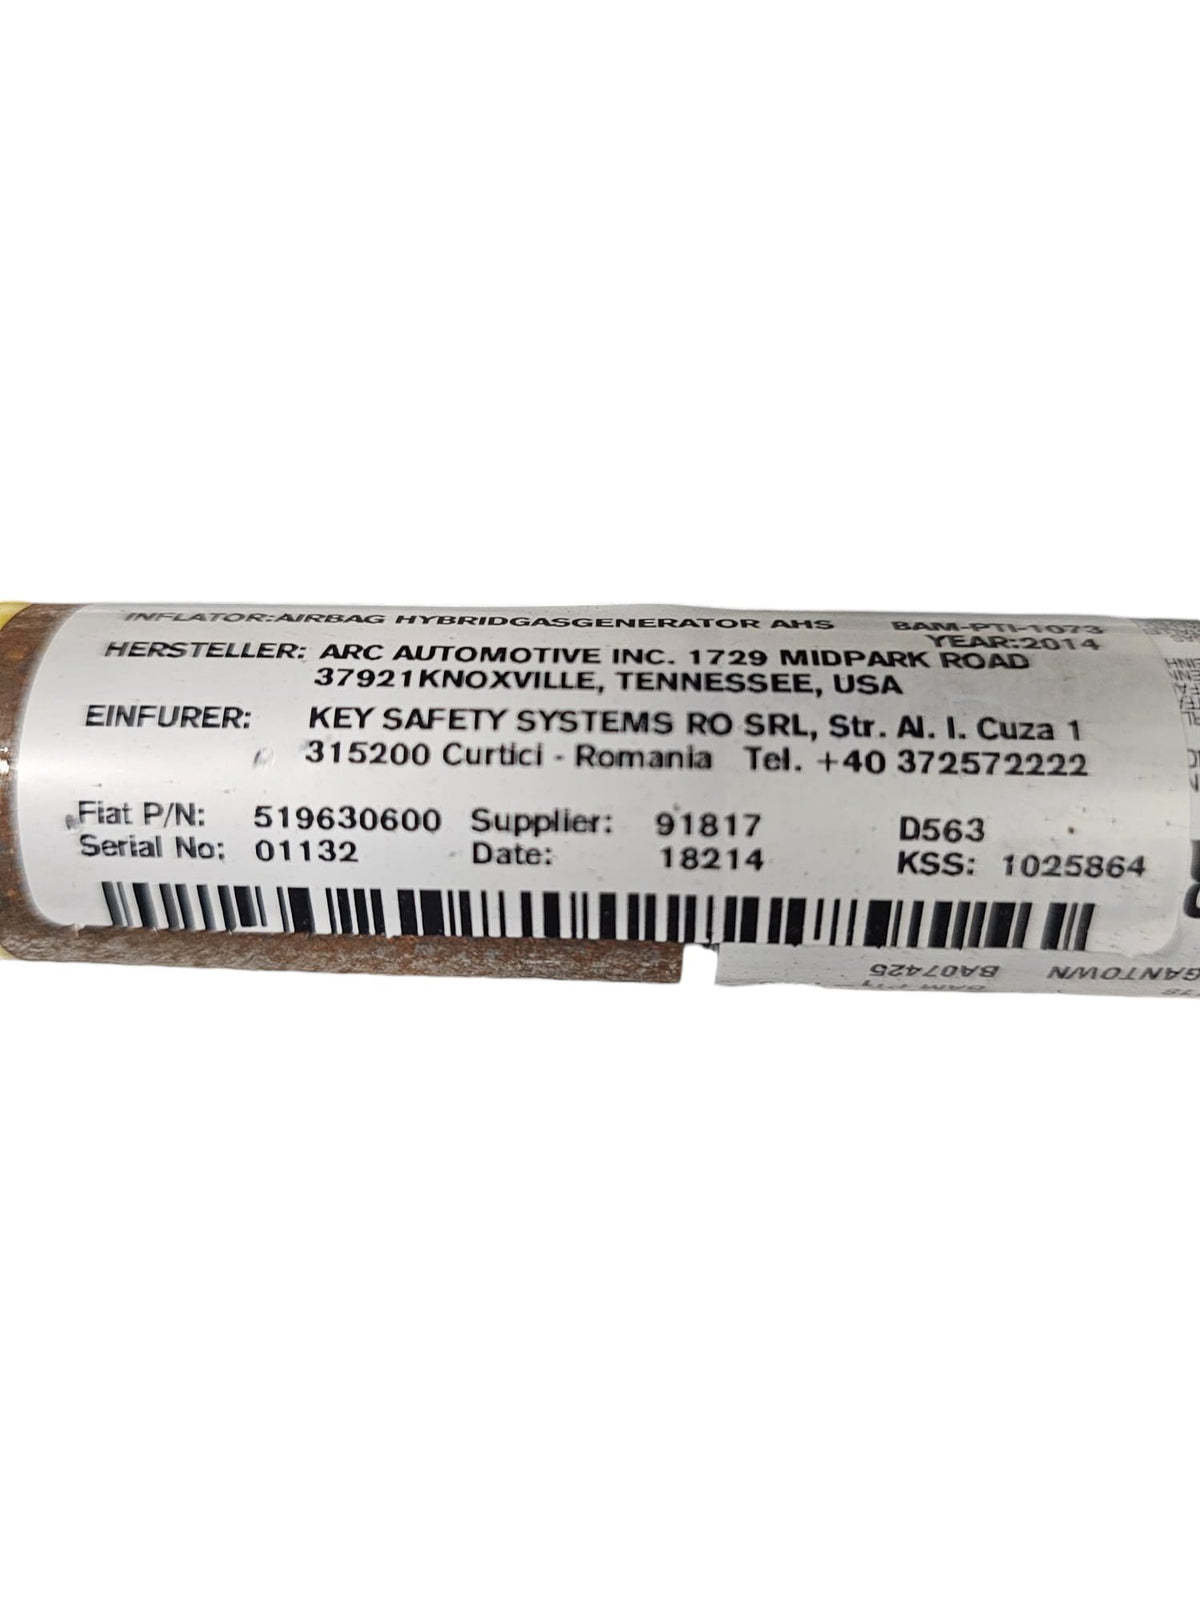 INFLATOR:AIRBAG HYBRIDGASGENERATOR AHS BAM-PTI-1073
YEAR:2014
HERSTELLER: ARC AUTOMOTIVE INC. 1729 MIDPARK ROAD
37921KNOXVILLE, TENNESSEE, USA
EINFURER: KEY SAFETY SYSTEMS RO SRL, Str. Al. I. Cuza 1
315200 Curtici - Romania Tel. +40 372572222
Fiat P/N: 519630600 Supplier: 91817 D563
Serial No: 01132 Date: 18214 KSS: 1025864
BA07425